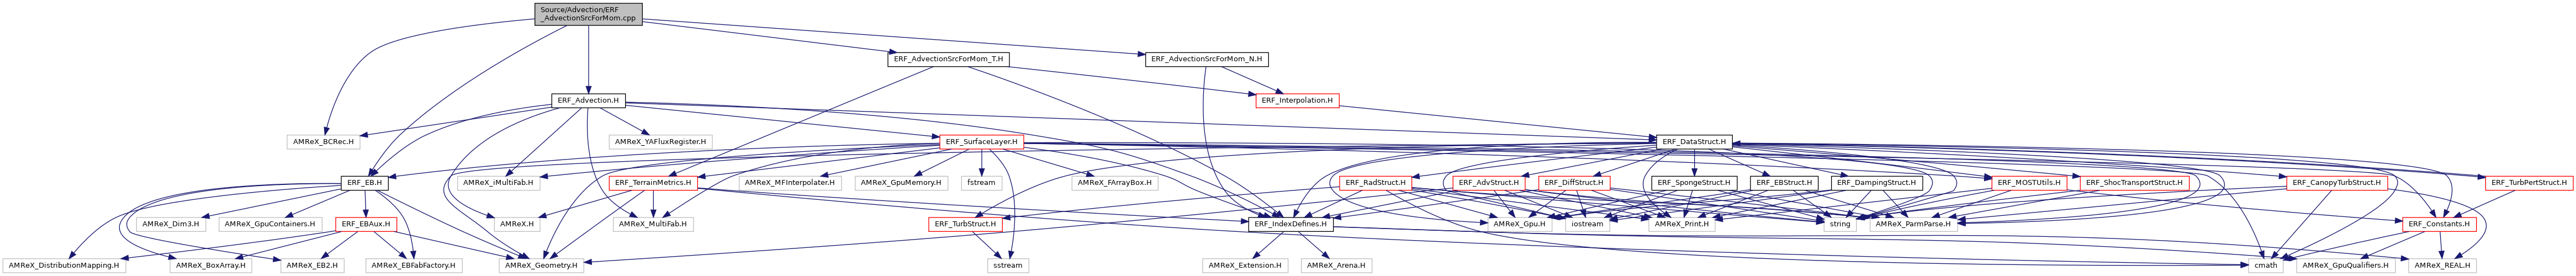 Source/Advection/ERF
_AdvectionSrcForMom.cpp
ERF_AdvectionSrcForMom_T.H
ERF_AdvectionSrcForMom_N.H
ERF_Advection.H
ERF_Interpolation.H
AMReX_BCRec.H
AMReX_YAFluxRegister.H
ERF_SurfaceLayer.H
ERF_DataStruct.H
ERF_EB.H
AMReX_iMultiFab.H
ERF_TerrainMetrics.H
AMReX_MFInterpolater.H
AMReX_GpuMemory.H
fstream
AMReX_FArrayBox.H
ERF_RadStruct.H
ERF_AdvStruct.H
ERF_DiffStruct.H
ERF_SpongeStruct.H
ERF_EBStruct.H
ERF_DampingStruct.H
ERF_MOSTUtils.H
ERF_ShocTransportStruct.H
ERF_CanopyTurbStruct.H
ERF_TurbPertStruct.H
AMReX_Dim3.H
AMReX_GpuContainers.H
ERF_EBAux.H
AMReX.H
AMReX_MultiFab.H
ERF_TurbStruct.H
ERF_IndexDefines.H
AMReX_Gpu.H
iostream
AMReX_Print.H
string
AMReX_ParmParse.H
ERF_Constants.H
AMReX_DistributionMapping.H
AMReX_BoxArray.H
AMReX_EB2.H
AMReX_EBFabFactory.H
AMReX_Geometry.H
sstream
AMReX_Extension.H
AMReX_Arena.H
cmath
AMReX_GpuQualifiers.H
AMReX_REAL.H